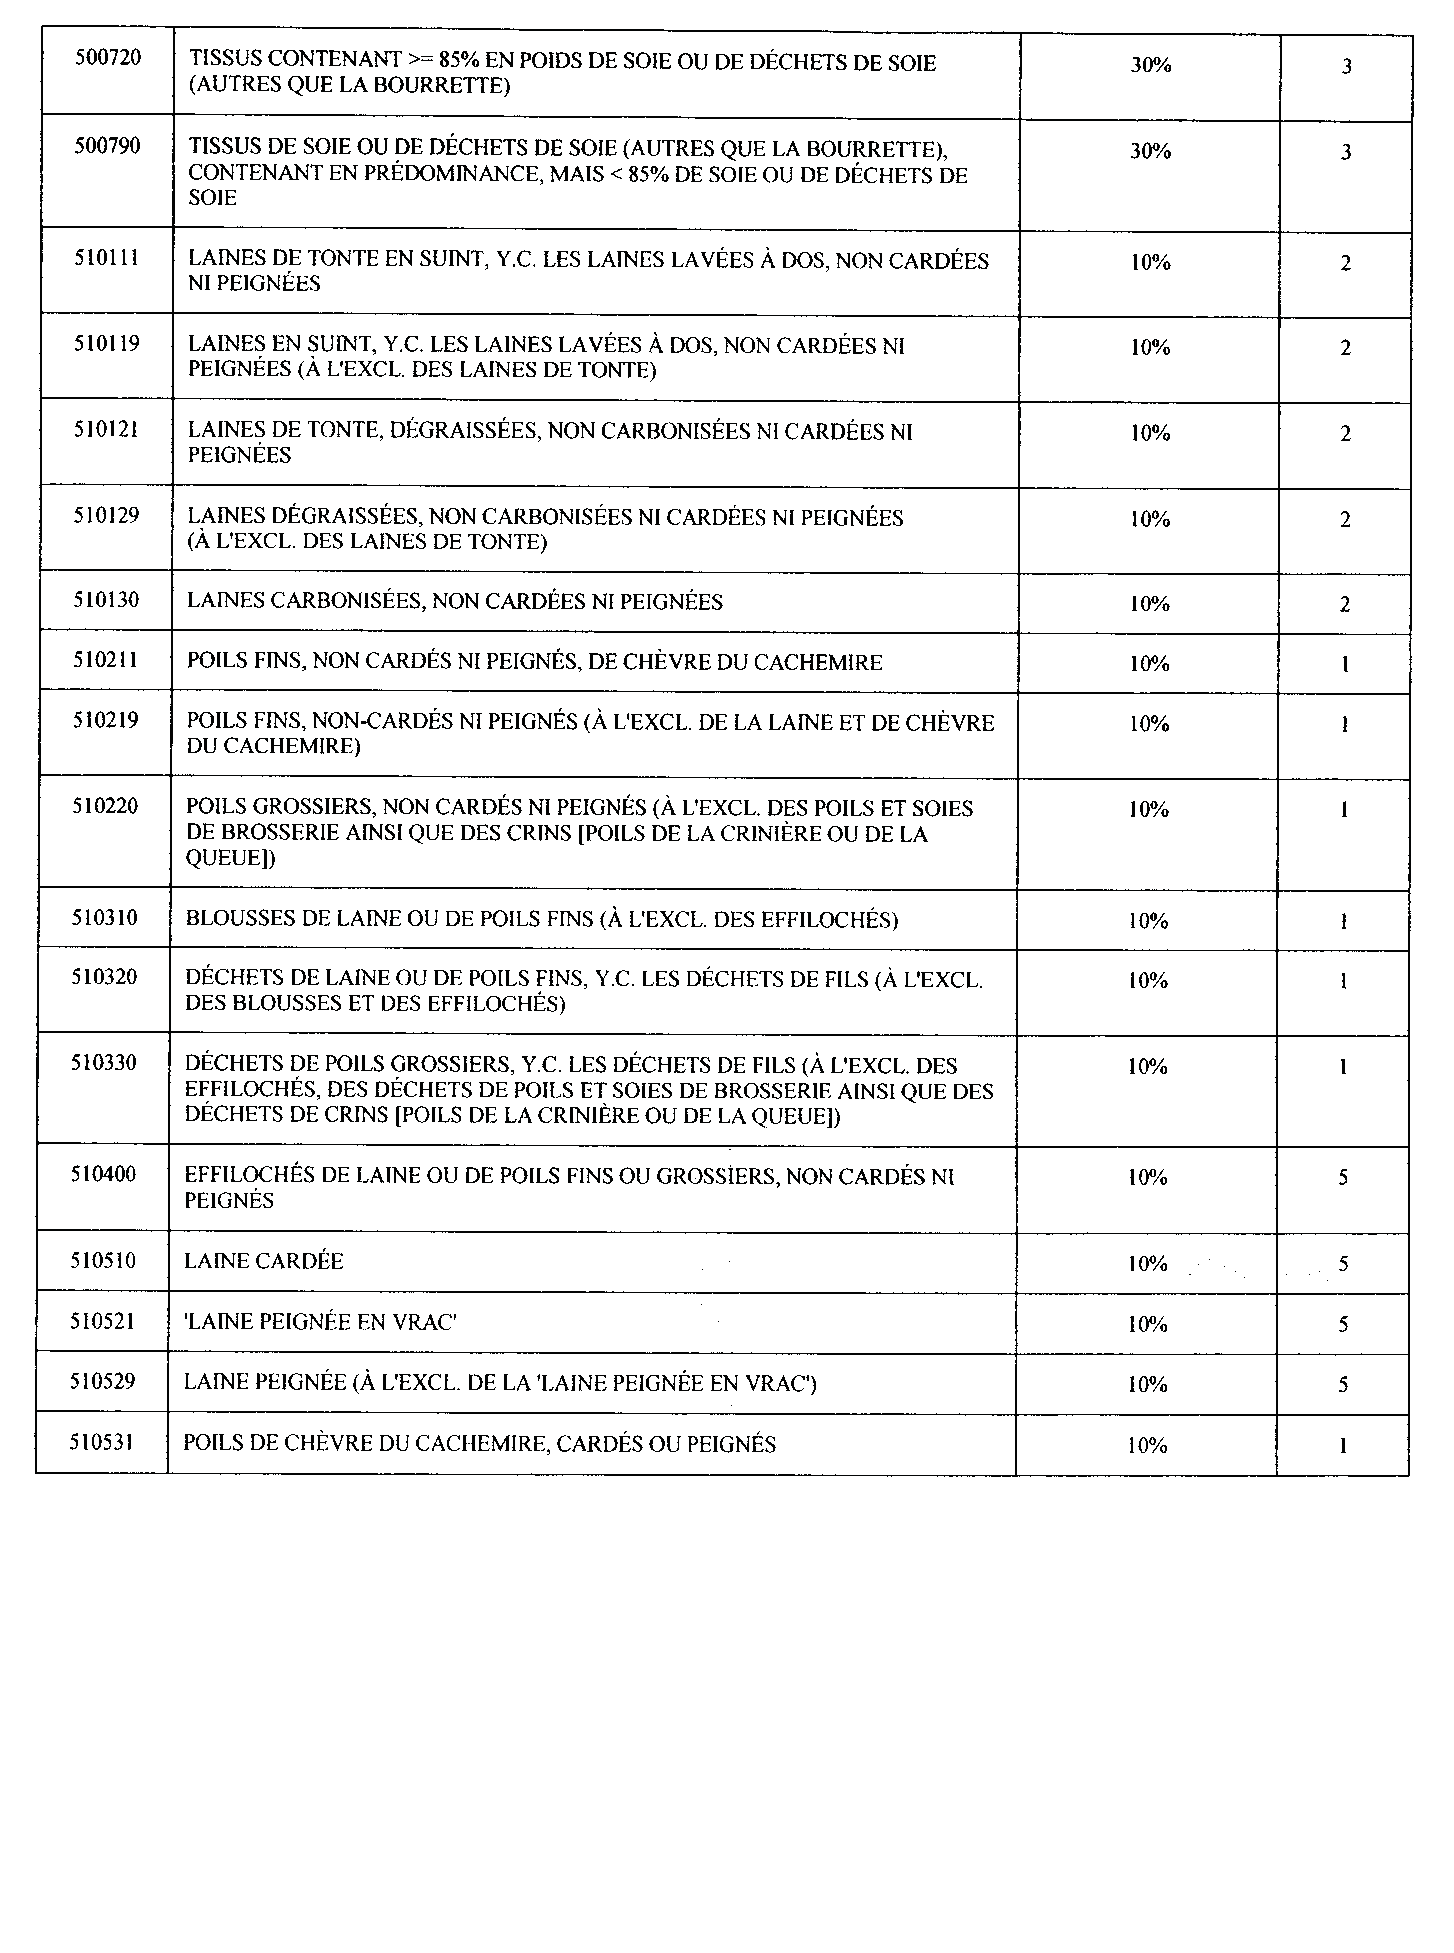 500720 TISSUS CONTENANT >= 85% EN POIDS DE SOIE OU DE DÉCHETS DE SOIE 30% 3
(AUTRES QUE LA BOURRETTE)
500790 TISSUS DE SOIE OU DE DÉCHETS DE SOIE (AUTRES QUE LA BOURRETTE), 30% 3
CONTENANT EN PRÉDOMINANCE, MAIS < 85% DE SOIE OU DE DÉCHETS DE
SOIE
510111 LAINES DE TONTE EN SUINT, Y.C. LES LAINES LAVÉES À DOS, NON CARDÉES 10% 2
NI PEIGNÉES
510119 LAINES EN SUINT, Y.C. LES LAINES LAVÉES À DOS, NON CARDÉES NI 10% 2
PEIGNÉES (À L'EXCL. DES LAINES DE TONTE)
510121 LAINES DE TONTE, DÉGRAISSÉES, NON CARBONISÉES NI CARDÉES NI 10% 2
PEIGNÉES
510129 LAINES DÉGRAISSÉES, NON CARBONISÉES NI CARDÉES NI PEIGNÉES 10% 2
(À L'EXCL. DES LAINES DE TONTE)
510130 LAINES CARBONISÉES, NON CARDÉES NI PEIGNÉES 10% 2
510211 POILS FINS, NON CARDÉS NI PEIGNÉS, DE CHÈVRE DU CACHEMIRE 10% 1
510219 POILS FINS, NON-CARDÉS NI PEIGNÉS (À L'EXCL. DE LA LAINE ET DE CHÈVRE 10% 1
DU CACHEMIRE)
510220 POILS GROSSIERS, NON CARDÉS NI PEIGNÉS (À L'EXCL. DES POILS ET SOIES 10% 1
DE BROSSERIE AINSI QUE DES CRINS [POILS DE LA CRINIÈRE OU DE LA
QUEUE])
510310 BLOUSSES DE LAINE OU DE POILS FINS (À L'EXCL. DES EFFILOCHÉS) 10% 1
510320 DÉCHETS DE LAINE OU DE POILS FINS, Y.C. LES DÉCHETS DE FILS (À L'EXCL. 10% 1
DES BLOUSSES ET DES EFFILOCHÉS)
510330 DÉCHETS DE POILS GROSSIERS, Y.C. LES DÉCHETS DE FILS (À L'EXCL. DES 10% 1
EFFILOCHÉS, DES DÉCHETS DE POILS ET SOIES DE BROSSERIE AINSI QUE DES
DÉCHETS DE CRINS [POILS DE LA CRINIÈRE OU DE LA QUEUE])
510400 EFFILOCHÉS DE LAINE OU DE POILS FINS OU GROSSIERS, NON CARDÉS NI 10% 5
PEIGNÉS
510510 LAINE CARDÉE 10% 5
510521 'LAINE PEIGNÉE EN VRAC' 10% 5
510529 LAINE PEIGNÉE (À L'EXCL. DE LA 'LAINE PEIGNÉE EN VRAC') 10% 5
510531 POILS DE CHÈVRE DU CACHEMIRE, CARDÉS OU PEIGNÉS 10% 1